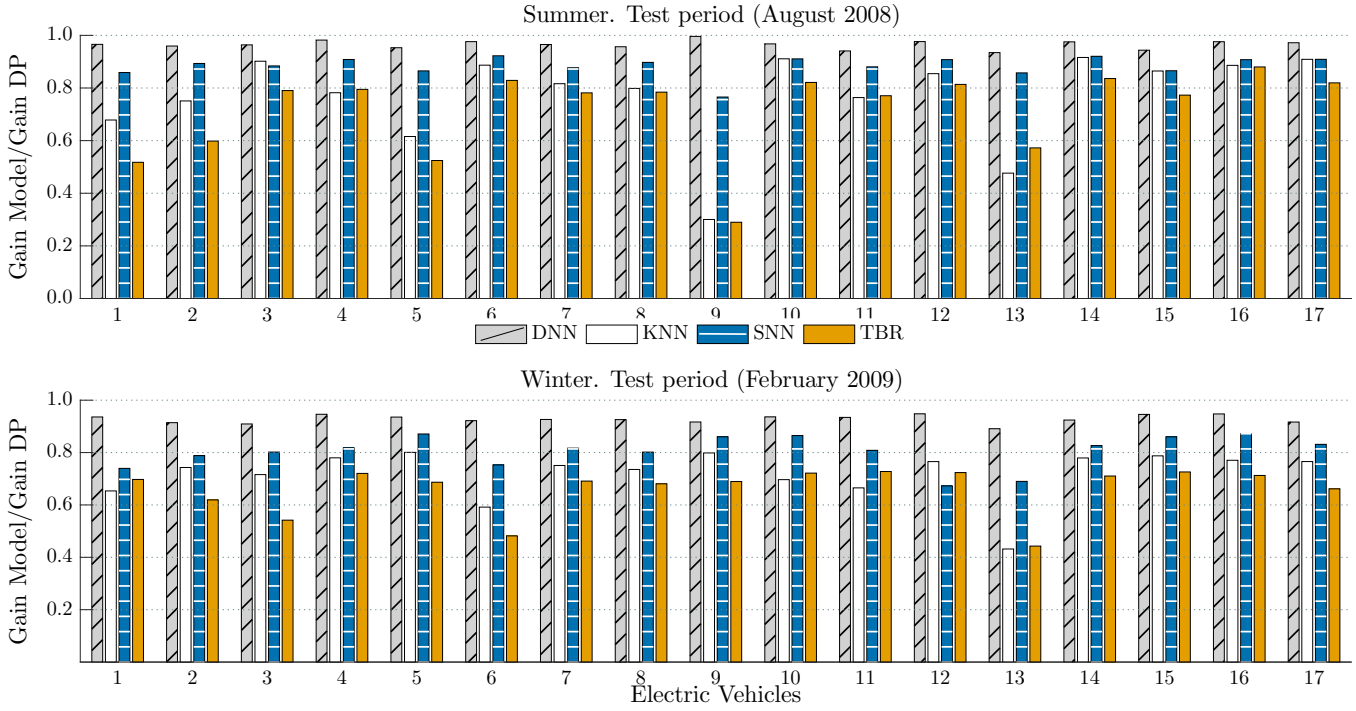 Summer. Test period (August 2008)
Gain Model/Gain DP
1.0
0.8
0.6
0.4
0.2
0.0
1 2 3 4 5 6 7 8 9 10 11 12 13 14 15 16 17
DNN KNN SNN TBR
Winter. Test period (February 2009)
Gain Model/Gain DP
1.0
0.8
0.6
0.4
0.2
1 2 3 4 5 6 7 8 9 10 11 12 13 14 15 16 17
Electric Vehicles